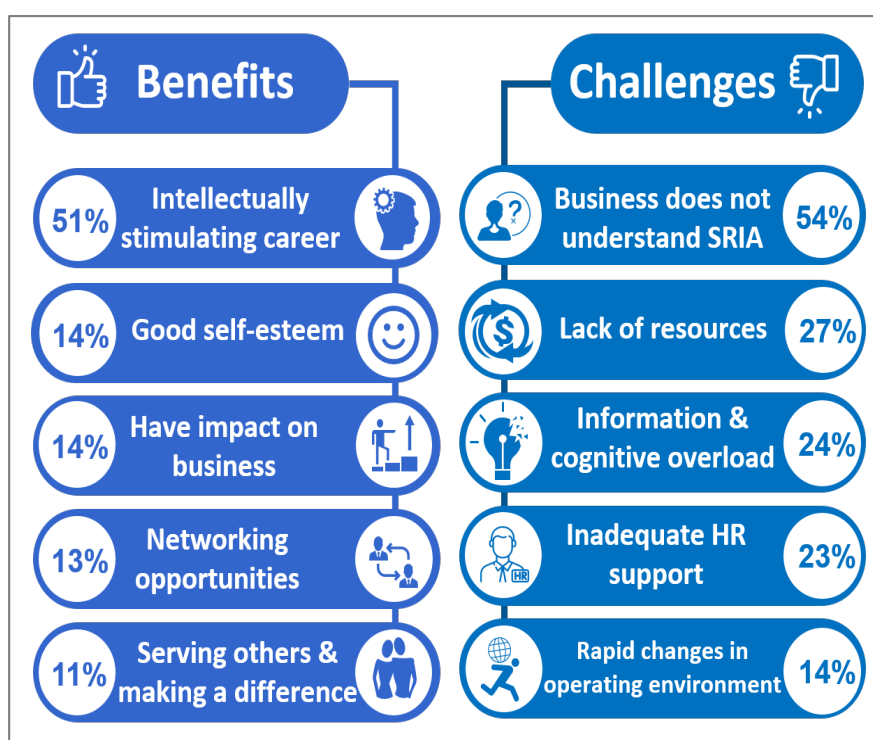 Benefits
51%
Intellectually
stimulating career
14%
Good self-esteem
14%
Have impact on
business
13%
Networking
opportunities
11%
Serving others &
making a difference
Challenges
?
Business does not
understand SRIA
54%
$
Lack of resources
27%
Information &
cognitive overload
24%
HR
Inadequate HR
support
23%
Rapid changes in
operating environment
14%